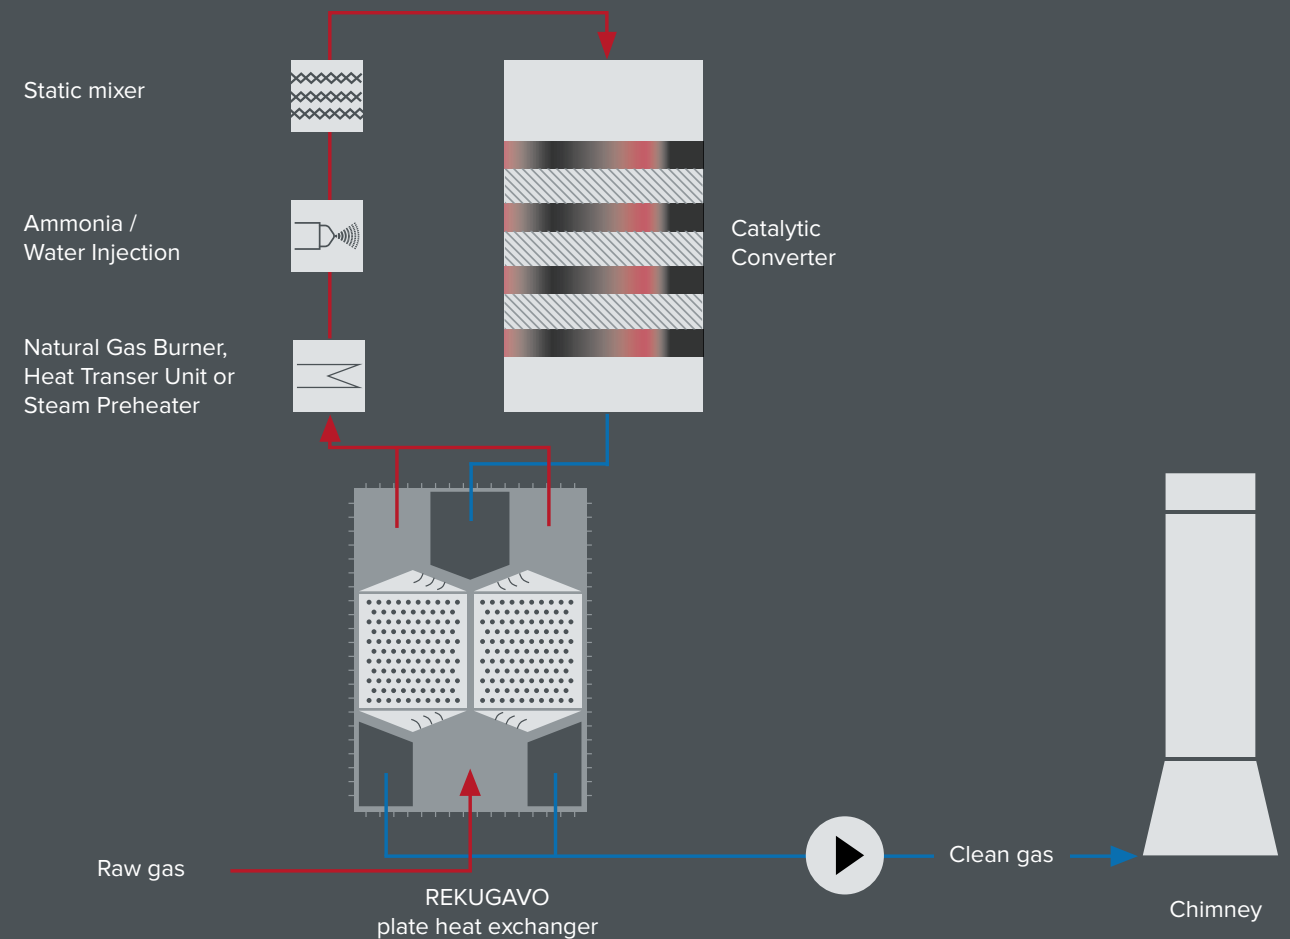 Static mixer
Ammonia /
Water Injection
Natural Gas Burner,
Heat Transer Unit or
Steam Preheater
Catalytic
Converter
Raw gas
REKUGAVO
plate heat exchanger
Clean gas
Chimney